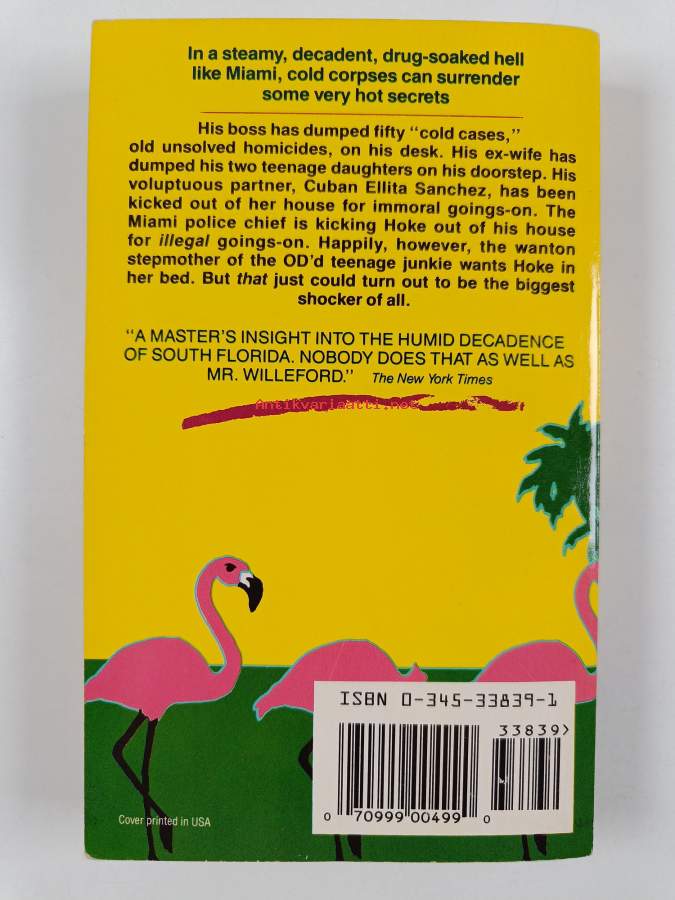 In a steamy, decadent, drug-soaked hell
like Miami, cold corpses can surrender
some very hot secrets
His boss has dumped fifty "cold cases,"
old unsolved homicides, on his desk. His ex-wife has
dumped his two teenage daughters on his doorstep. His
voluptuous partner, Cuban Ellita Sanchez, has been
kicked out of her house for immoral goings-on. The
Miami police chief is kicking Hoke out of his house
for illegal goings-on. Happily, however, the wanton
stepmother of the OD'd teenage junkie wants Hoke in
her bed. But that just could turn out to be the biggest
shocker of all.
"A MASTER'S INSIGHT INTO THE HUMID DECADENCE
OF SOUTH FLORIDA. NOBODY DOES THAT AS WELL AS
MR. WILLEFORD." The New York Times
Antikvariaatti.net
ISBN 0-345-33839-1
33839>
0 70999 00499 0
Cover printed in USA